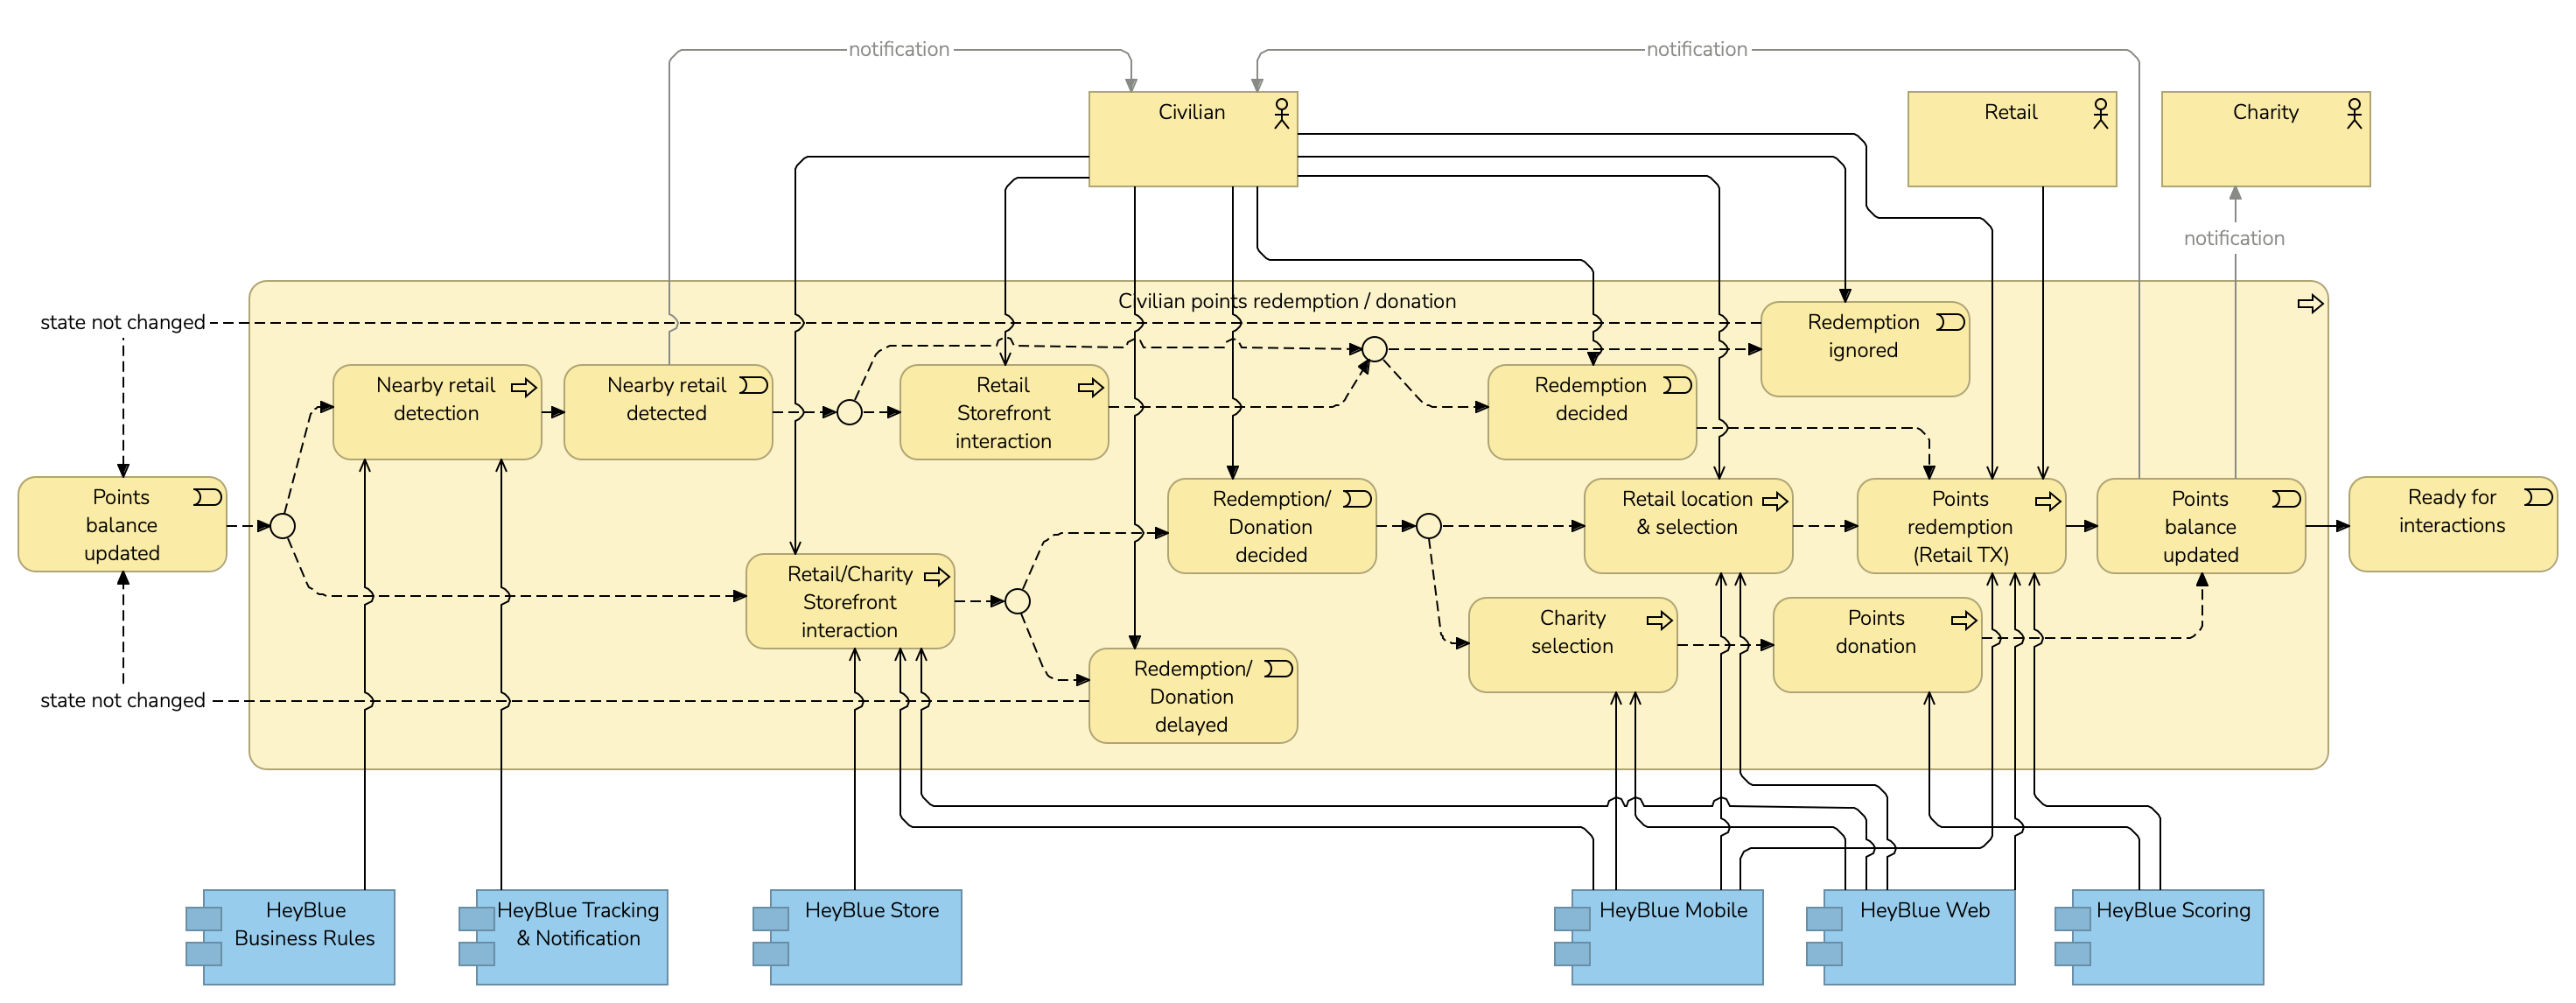 notification
notification
Civilian
Retail
Charity
notification
Civilian points redemption / donation
state not changed
Redemption
ignored
Nearby retail
detection
Nearby retail
detected
Retail
Storefront
interaction
Redemption
decided
Points
balance
updated
Redemption/
Donation
decided
Retail location
& selection
Points
redemption
(Retail TX)
Points
balance
updated
Ready for
interactions
Retail/Charity
Storefront
interaction
Charity
selection
Points
donation
Redemption/
Donation
delayed
state not changed
HeyBlue
Business Rules
HeyBlue Tracking
& Notification
HeyBlue Store
HeyBlue Mobile
HeyBlue Web
HeyBlue Scoring